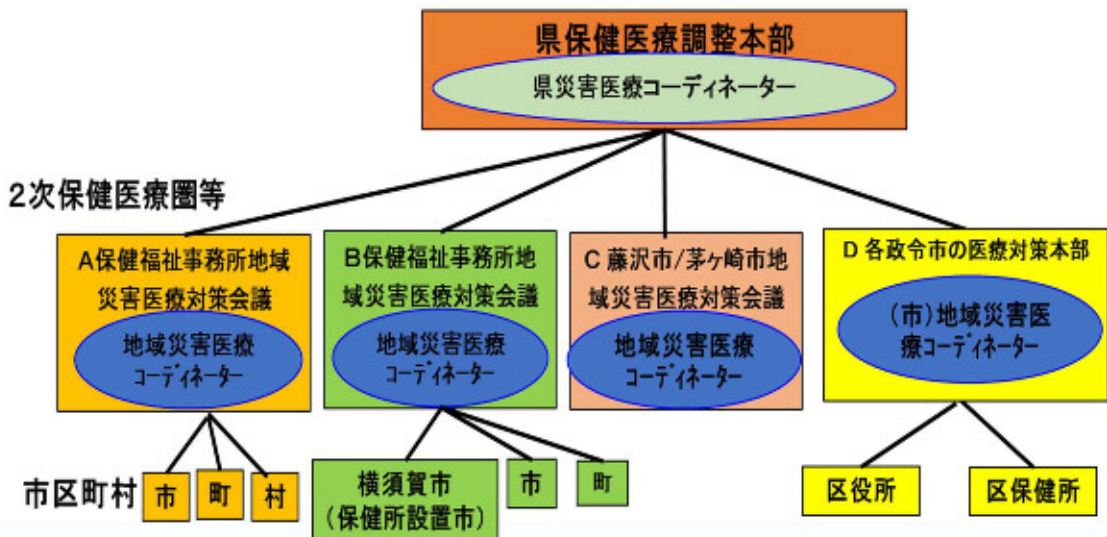 県保健医療調整本部
県災害医療コーディネーター
2次保健医療圏等
A保健福祉事務所地域
災害医療対策会議
地域災害医療
コーディネーター
B保健福祉事務所地
域災害医療対策会議
地域災害医療
コーディネーター
C 藤沢市/茅ヶ崎市地
域災害医療対策会議
地域災害医療
コーディネーター
D 各政令市の医療対策本部
(市)地域災害医
療コーディネーター
市区町村
市
町
村
横須賀市
(保健所設置市)
市
町
区役所
区保健所